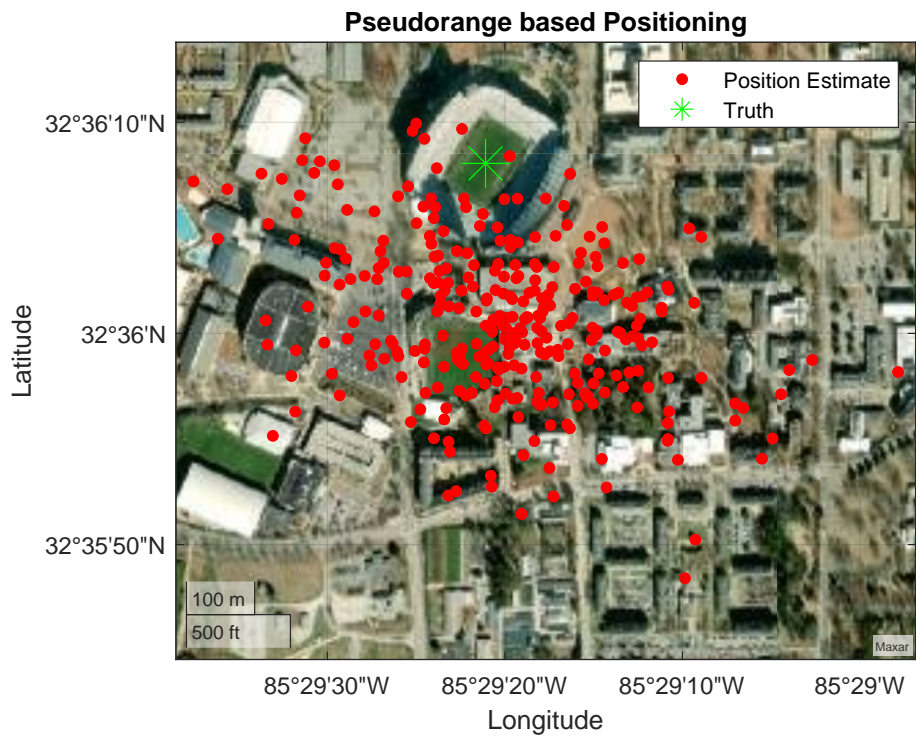 Pseudorange based Positioning
Position Estimate
Truth
32°36'10"N
32°36'N
32°35'50"N
Latitude
100 m
500 ft
Maxar
85°29'30"W
85°29'20"W
85°29'10"W
85°29'W
Longitude